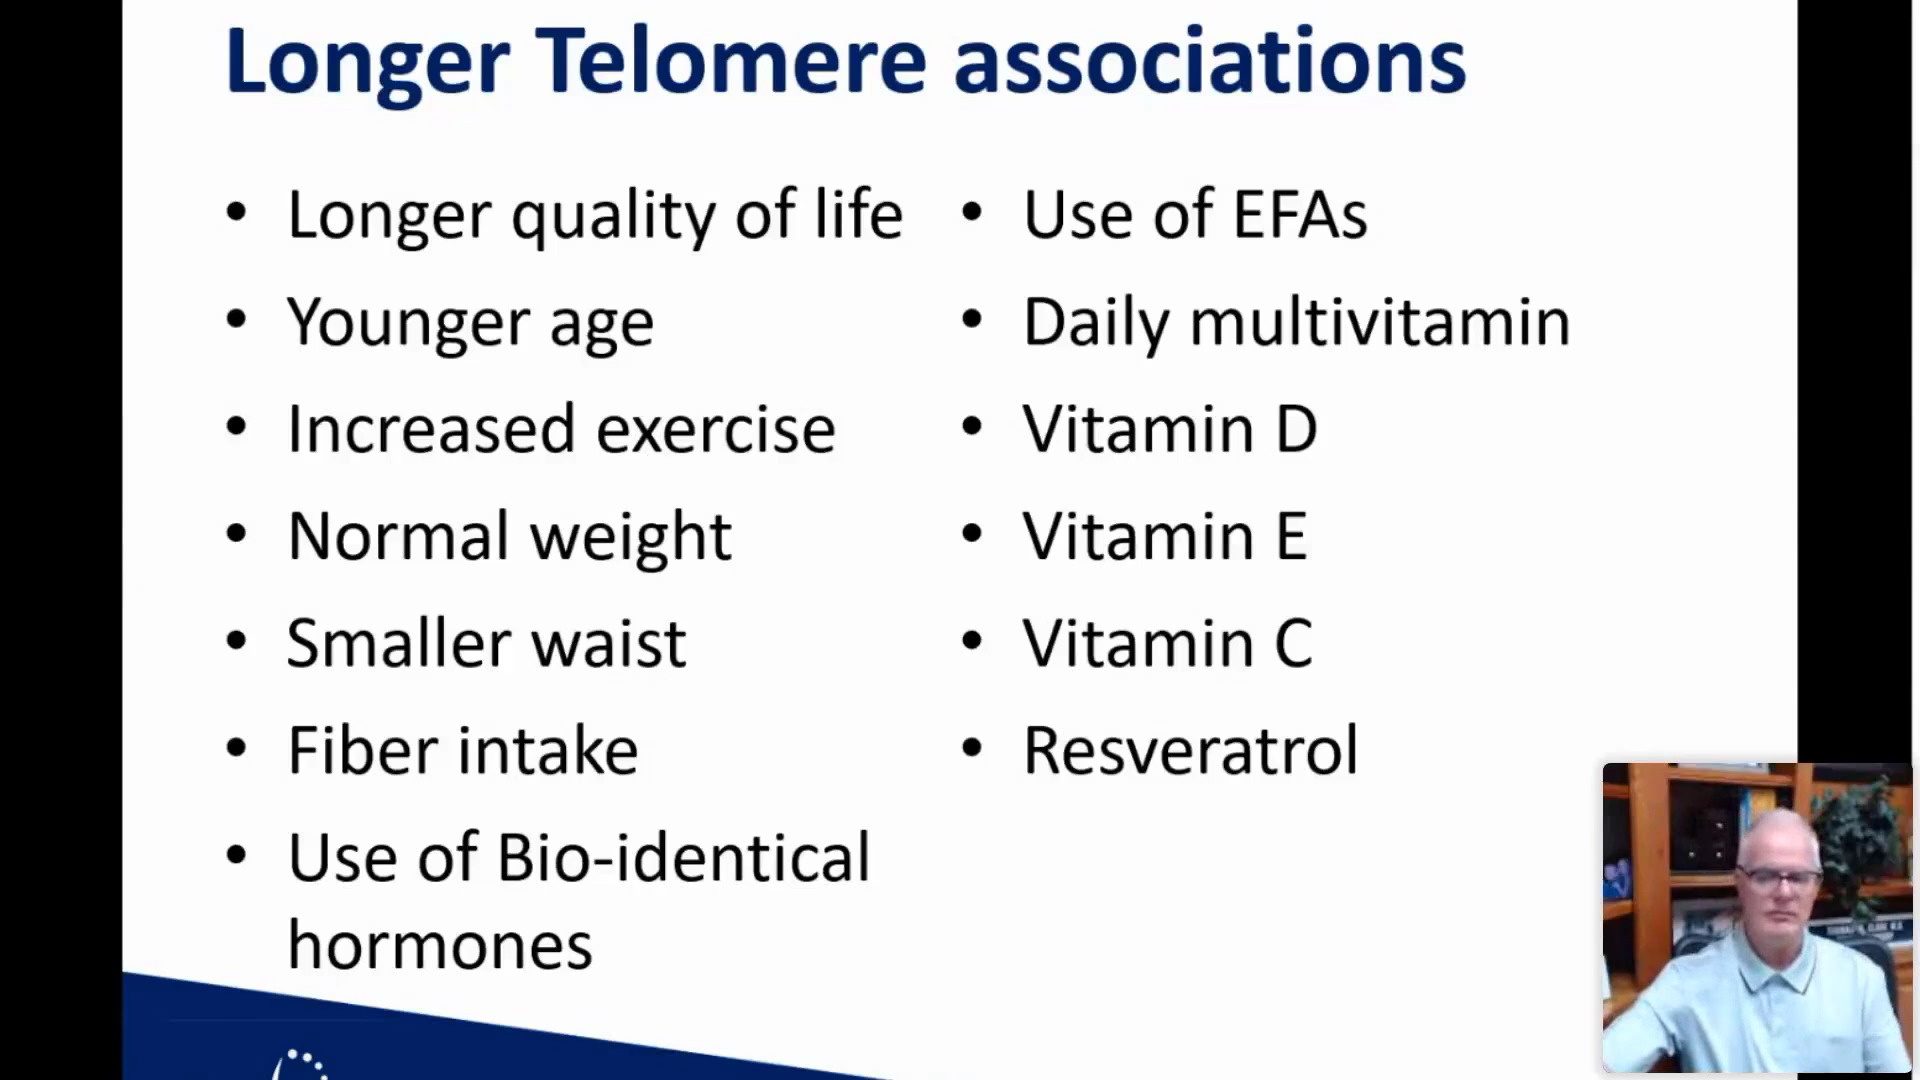 Longer Telomere associations
• Longer quality of life
• Younger age
• Increased exercise
• Normal weight
• Smaller waist
• Fiber intake
• Use of Bio-identical
hormones
• Use of EFAs
• Daily multivitamin
• Vitamin D
• Vitamin E
• Vitamin C
• Resveratrol